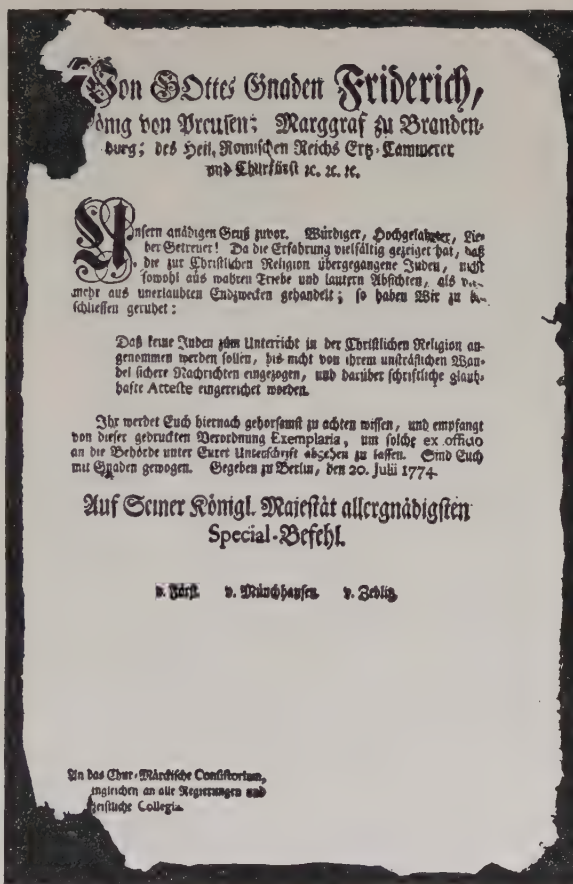 Von GOttes Gnaden Friderich,
König von Preusen; Marggraf zu Branden-
burg; des Heil. Römischen Reichs Ertz-Cammerer
und Churfürst ꝛc. ꝛc. ꝛc.
Unsern gnädigen Gruß zuvor. Würdiger, Hochgelahrter, Lie-
ber Getreuer! Da die Erfahrung vielfältig gezeiget hat, daß
die zur Christlichen Religion übergegangene Juden, nicht
sowohl aus wahren Triebe und lautern Absichten, als viel-
mehr aus unerlaubten Endzwecken gehandelt; so haben Wir zu be-
schliessen geruhet:
Daß keine Juden zum Unterricht in der Christlichen Religion an-
genommen werden sollen, bis nicht von ihrem unsträflichen Wan-
del sichere Nachrichten eingezogen, und darüber schriftliche glaub-
hafte Atteste eingereichet worden.
Ihr werdet Euch hiernach gehorsamst zu achten wissen, und empfangt
von dieser gedruckten Verordnung Exemplaria, um solche ex officio
an die Behörde unter Eurer Unterschrift abgehen zu lassen. Sind Euch
mit Gnaden gewogen. Gegeben zu Berlin, den 20. Julii 1774.
Auf Seiner Königl. Majestät allergnädigsten
Special-Befehl.
v. Fürst. v. Münchhausen. v. Zedlitz.
An das Chur-Märckische Consistorium,
imgleichen an alle Regierungen und
Geistliche Collegia.